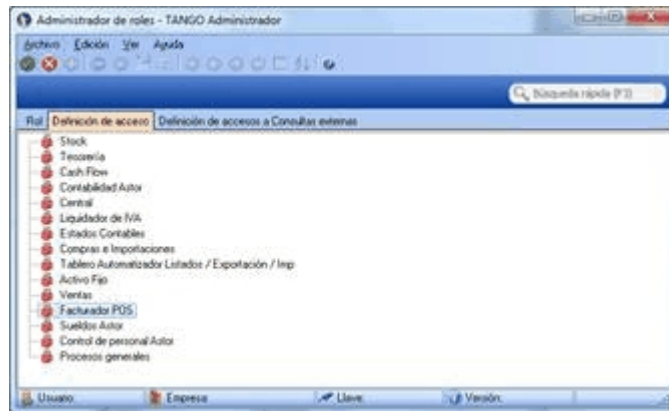 Administrador de roles - TANGO Administrador
Archivo Edición Ver Ayuda
Búsqueda rápida (F3)
Rol Definición de acceso Definición de accesos a Consultas externas
Stock
Tesorería
Cash Flow
Contabilidad Astor
Central
Liquidador de IVA
Estados Contables
Compras e Importaciones
Tablero Automatizador Listados / Exportación / Imp
Activo Fijo
Ventas
Facturador POS
Sueldos Astor
Control de personal Astor
Procesos generales
Usuario: Empresa: Llave: Versión: